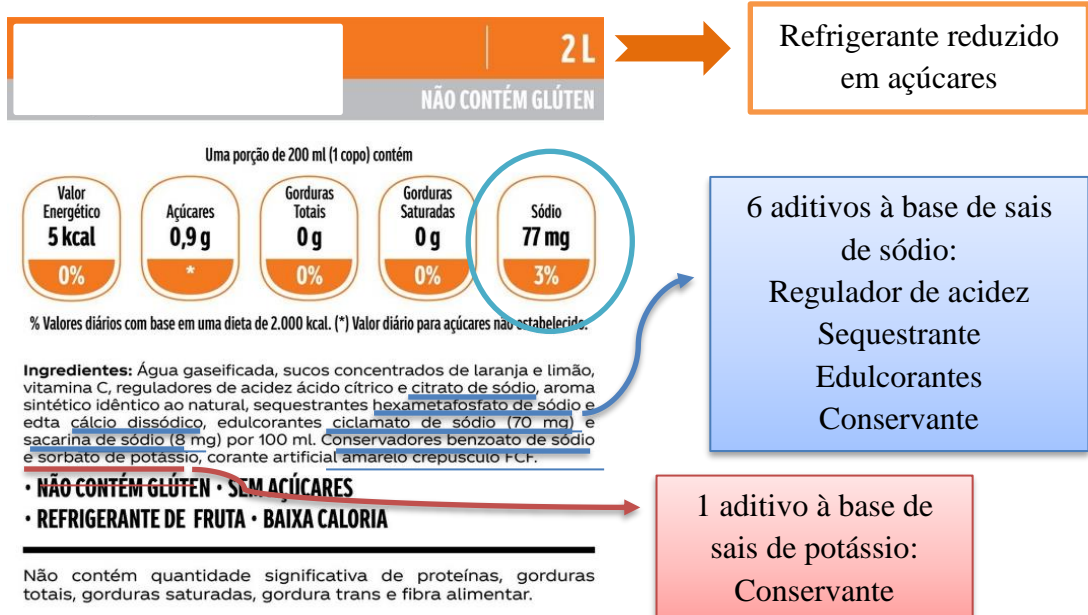 2 L
NÃO CONTÉM GLÚTEN
Refrigerante reduzido
em açúcares
Uma porção de 200 ml (1 copo) contém
Valor
Energético
5 kcal
0%
Açúcares
0,9 g
*
Gorduras
Totais
0 g
0%
Gorduras
Saturadas
0 g
0%
Sódio
77 mg
3%
% Valores diários com base em uma dieta de 2.000 kcal. (*) Valor diário para açúcares não estabelecido.
6 aditivos à base de sais
de sódio:
Regulador de acidez
Sequestrante
Edulcorantes
Conservante
Ingredientes: Água gaseificada, sucos concentrados de laranja e limão,
vitamina C, reguladores de acidez ácido cítrico e citrato de sódio, aroma
sintético idêntico ao natural, sequestrantes hexametafosfato de sódio e
edta cálcio dissódico, edulcorantes ciclamato de sódio (70 mg) e
sacarina de sódio (8 mg) por 100 ml. Conservadores benzoato de sódio
e sorbato de potássio, corante artificial amarelo crepúsculo FCF.
• NÃO CONTÉM GLÚTEN • SEM AÇÚCARES
• REFRIGERANTE DE FRUTA • BAIXA CALORIA
1 aditivo à base de
sais de potássio:
Conservante
Não contém quantidade significativa de proteínas, gorduras
totais, gorduras saturadas, gordura trans e fibra alimentar.